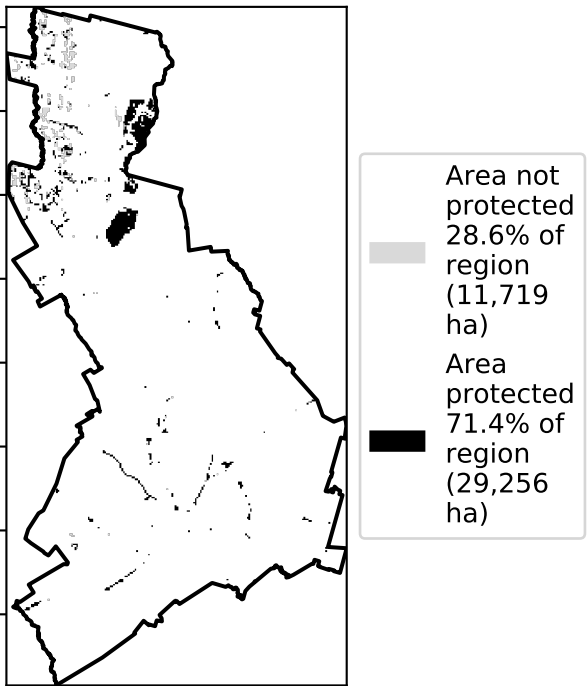 Area not
protected
28.6% of
region
(11,719
ha)
Area
protected
71.4% of
region
(29,256
ha)